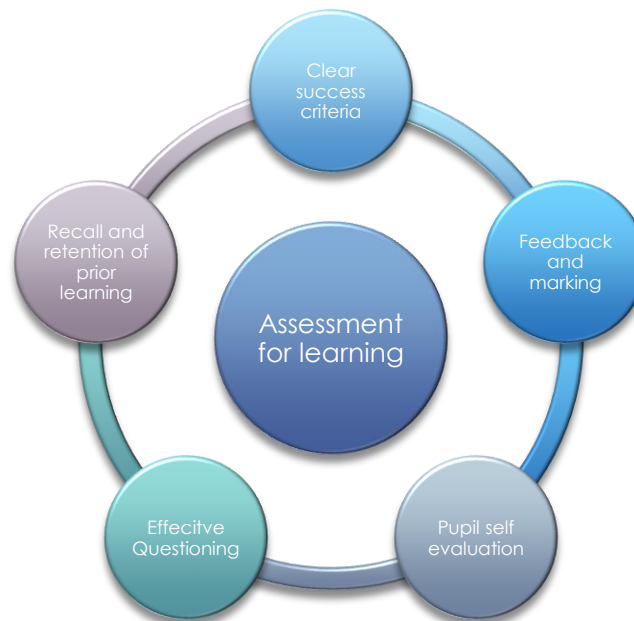 Clear
success
criteria
Feedback
and
marking
Pupil self
evaluation
Effecitve
Questioning
Recall and
retention of
prior
learning
Assessment
for learning